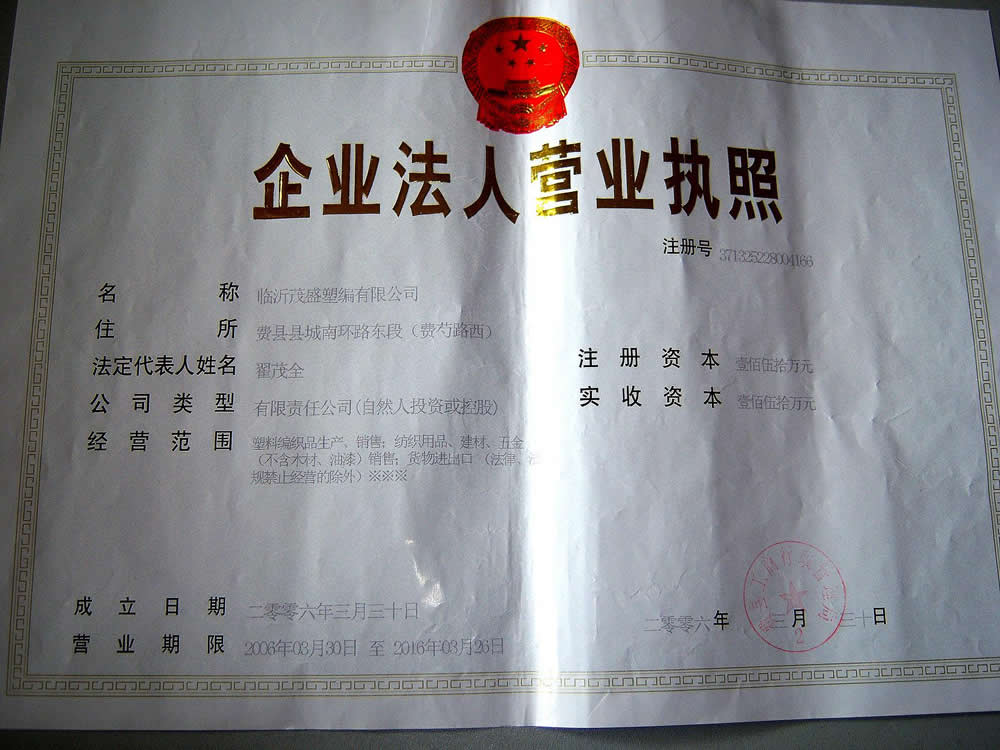 企业法人营业执照
注册号 371325228004166
名称 临沂茂盛塑编有限公司
住所 费县县城南环路东段（费芍路西）
法定代表人姓名 翟茂全
注册资本 壹佰伍拾万元
公司类型 有限责任公司(自然人投资或控股)
实收资本 壹佰伍拾万元
经营范围 塑料编织品生产、销售；纺织用品、建材、五金
（不含木材、油漆）销售；货物进出口（法律、法
规禁止经营的除外）※※※
成立日期 二零零六年三月三十日
营业期限 2006年03月30日 至 2016年03月26日
二零零六年 三月 三十日